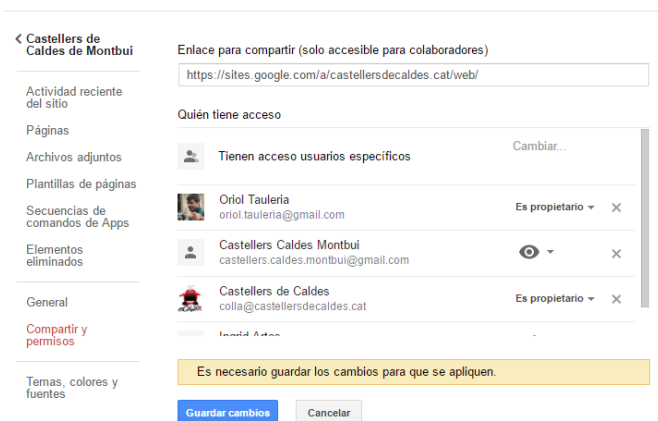 Castellers de
Caldes de Montbui
Actividad reciente
del sitio
Páginas
Archivos adjuntos
Plantillas de páginas
Secuencias de
comandos de Apps
Elementos
eliminados
General
Compartir y
permisos
Temas, colores y
fuentes
Enlace para compartir (solo accesible para colaboradores)
https://sites.google.com/a/castellersdecaldes.cat/web/
Quién tiene acceso
Tienen acceso usuarios específicos
Cambiar...
Oriol Tauleria
oriol.tauleria@gmail.com
Es propietario
Castellers Caldes Montbui
castellers.caldes.montbui@gmail.com
Castellers de Caldes
colla@castellersdecaldes.cat
Es propietario
Ingrid Artes
Es necesario guardar los cambios para que se apliquen.
Guardar cambios
Cancelar